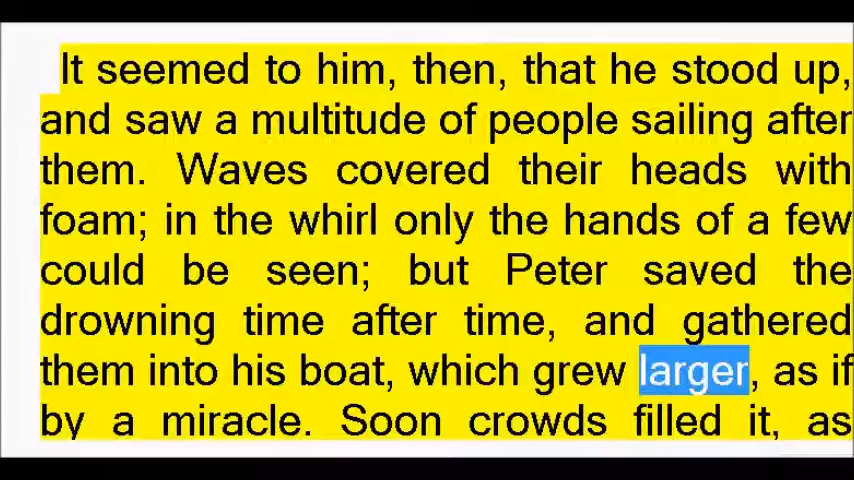 It seemed to him, then, that he stood up,
and saw a multitude of people sailing after
them. Waves covered their heads with
foam; in the whirl only the hands of a few
could be seen; but Peter saved the
drowning time after time, and gathered
them into his boat, which grew larger, as if
by a miracle. Soon crowds filled it, as